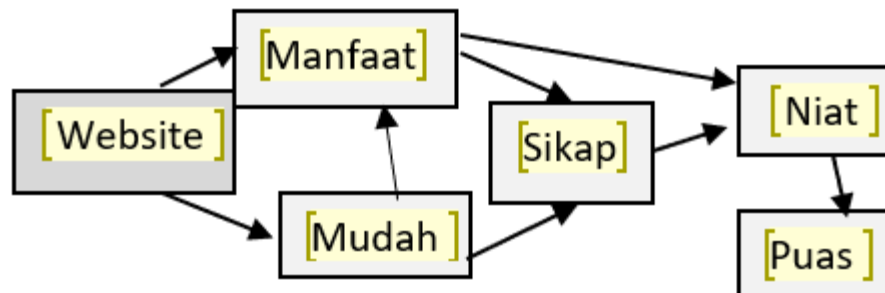 [Manfaat]
[Website]
[Sikap]
[Niat]
[Mudah]
[Puas]